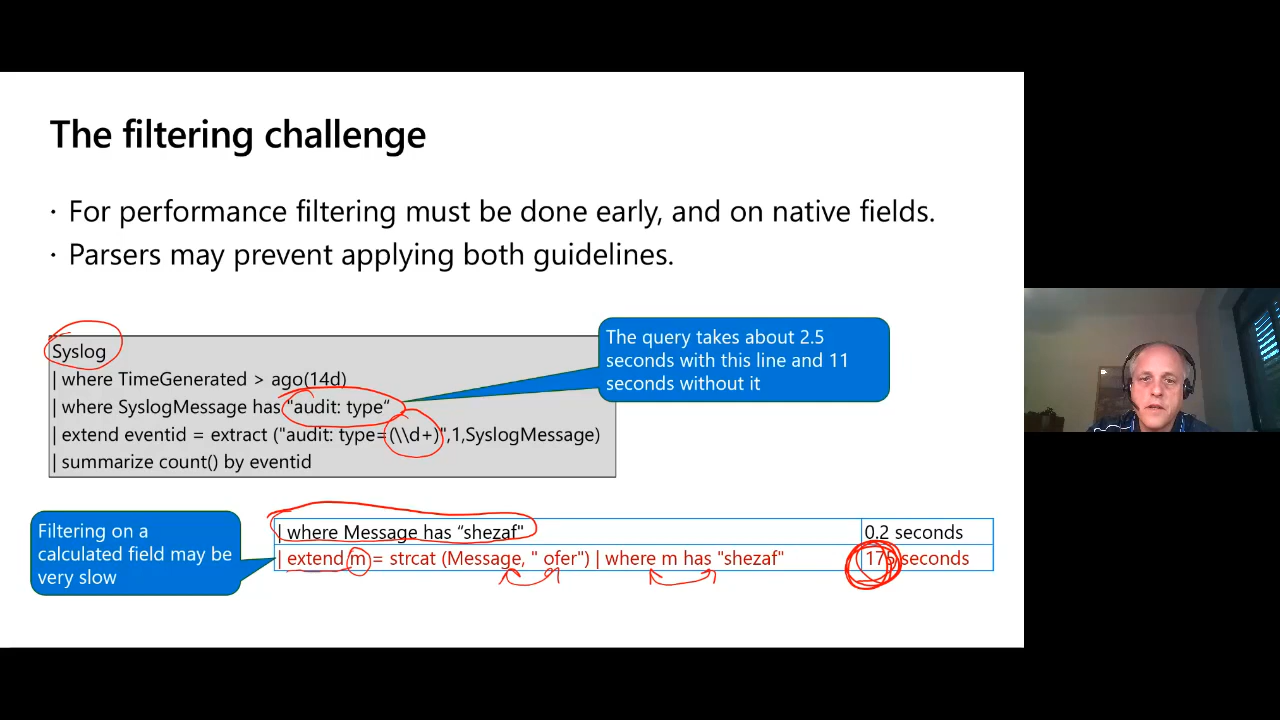 The filtering challenge
· For performance filtering must be done early, and on native fields.
· Parsers may prevent applying both guidelines.
Syslog
| where TimeGenerated > ago(14d)
| where SyslogMessage has "audit: type“
| extend eventid = extract ("audit: type=(\\d+)",1,SyslogMessage)
| summarize count() by eventid
The query takes about 2.5
seconds with this line and 11
seconds without it
Filtering on a
calculated field may be
very slow
| where Message has “shezaf" 0.2 seconds
| extend m = strcat (Message, " ofer") | where m has "shezaf" 175 seconds